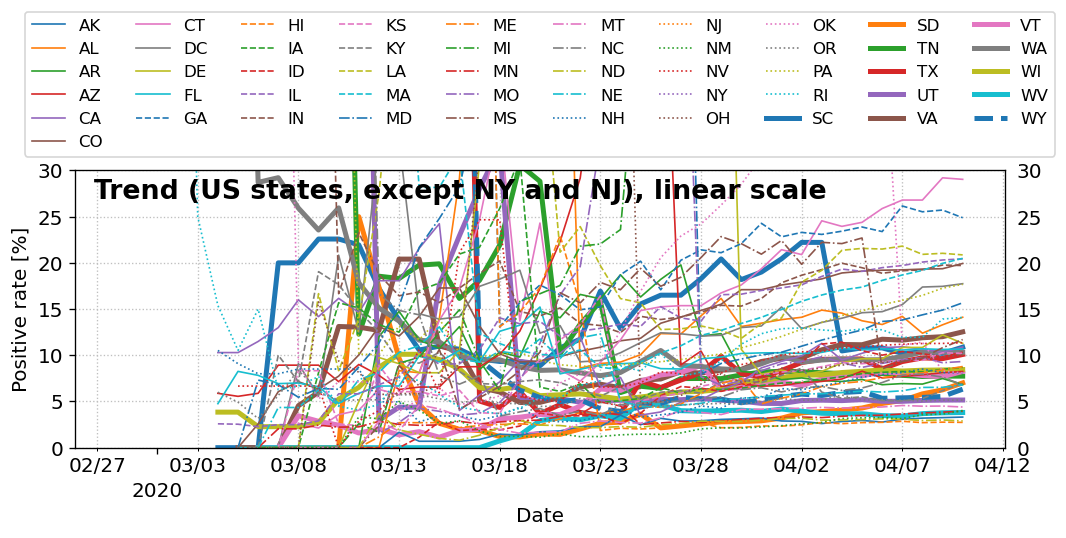 AK CT HI KS ME MT NJ OK SD VT
AL DC IA KY MI NC NM OR TN WA
AR DE ID LA MN ND NV PA TX WI
AZ FL IL MA MO NE NY RI UT WV
CA GA IN MD MS NH OH SC VA WY
CO
Trend (US states, except NY and NJ), linear scale
30 30
25 25
20 20
15 15
10 10
5 5
0 0
Positive rate [%]
02/27 03/03 03/08 03/13 03/18 03/23 03/28 04/02 04/07 04/12
2020
Date